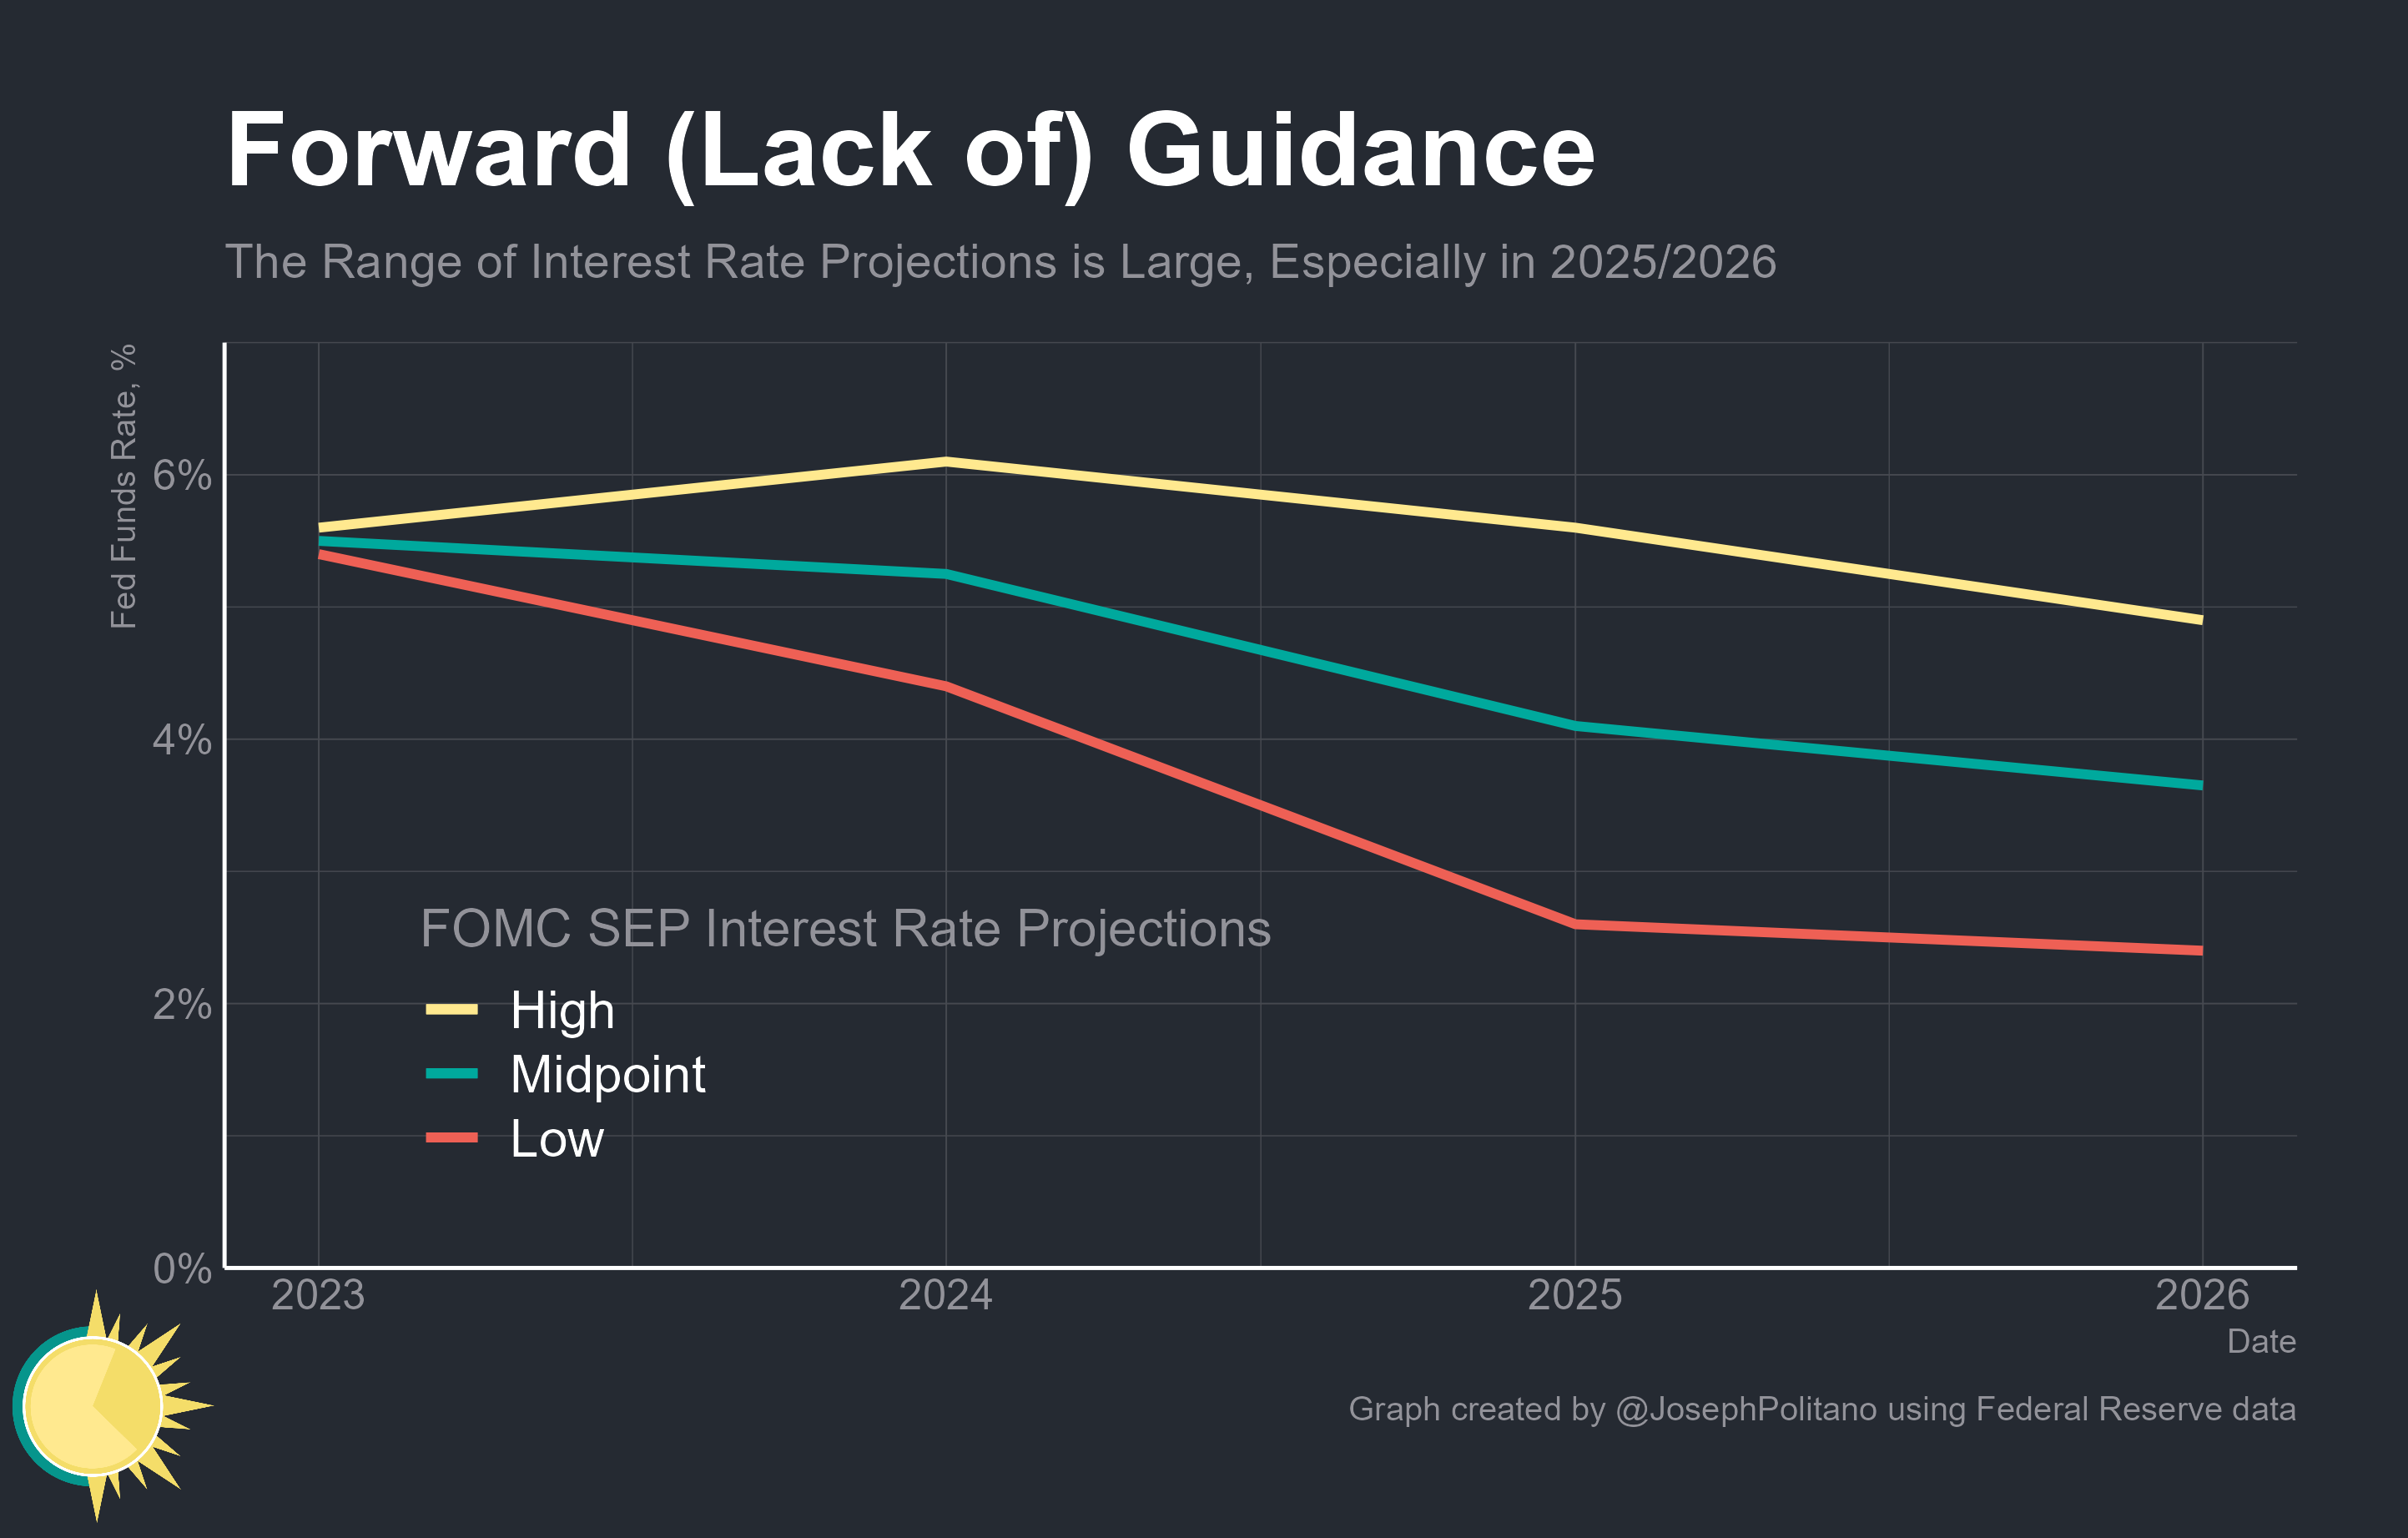 Forward (Lack of) Guidance
The Range of Interest Rate Projections is Large, Especially in 2025/2026
Fed Funds Rate, %
6%
4%
2%
0%
FOMC SEP Interest Rate Projections
High
Midpoint
Low
2023
2024
2025
2026
Date
Graph created by @JosephPolitano using Federal Reserve data